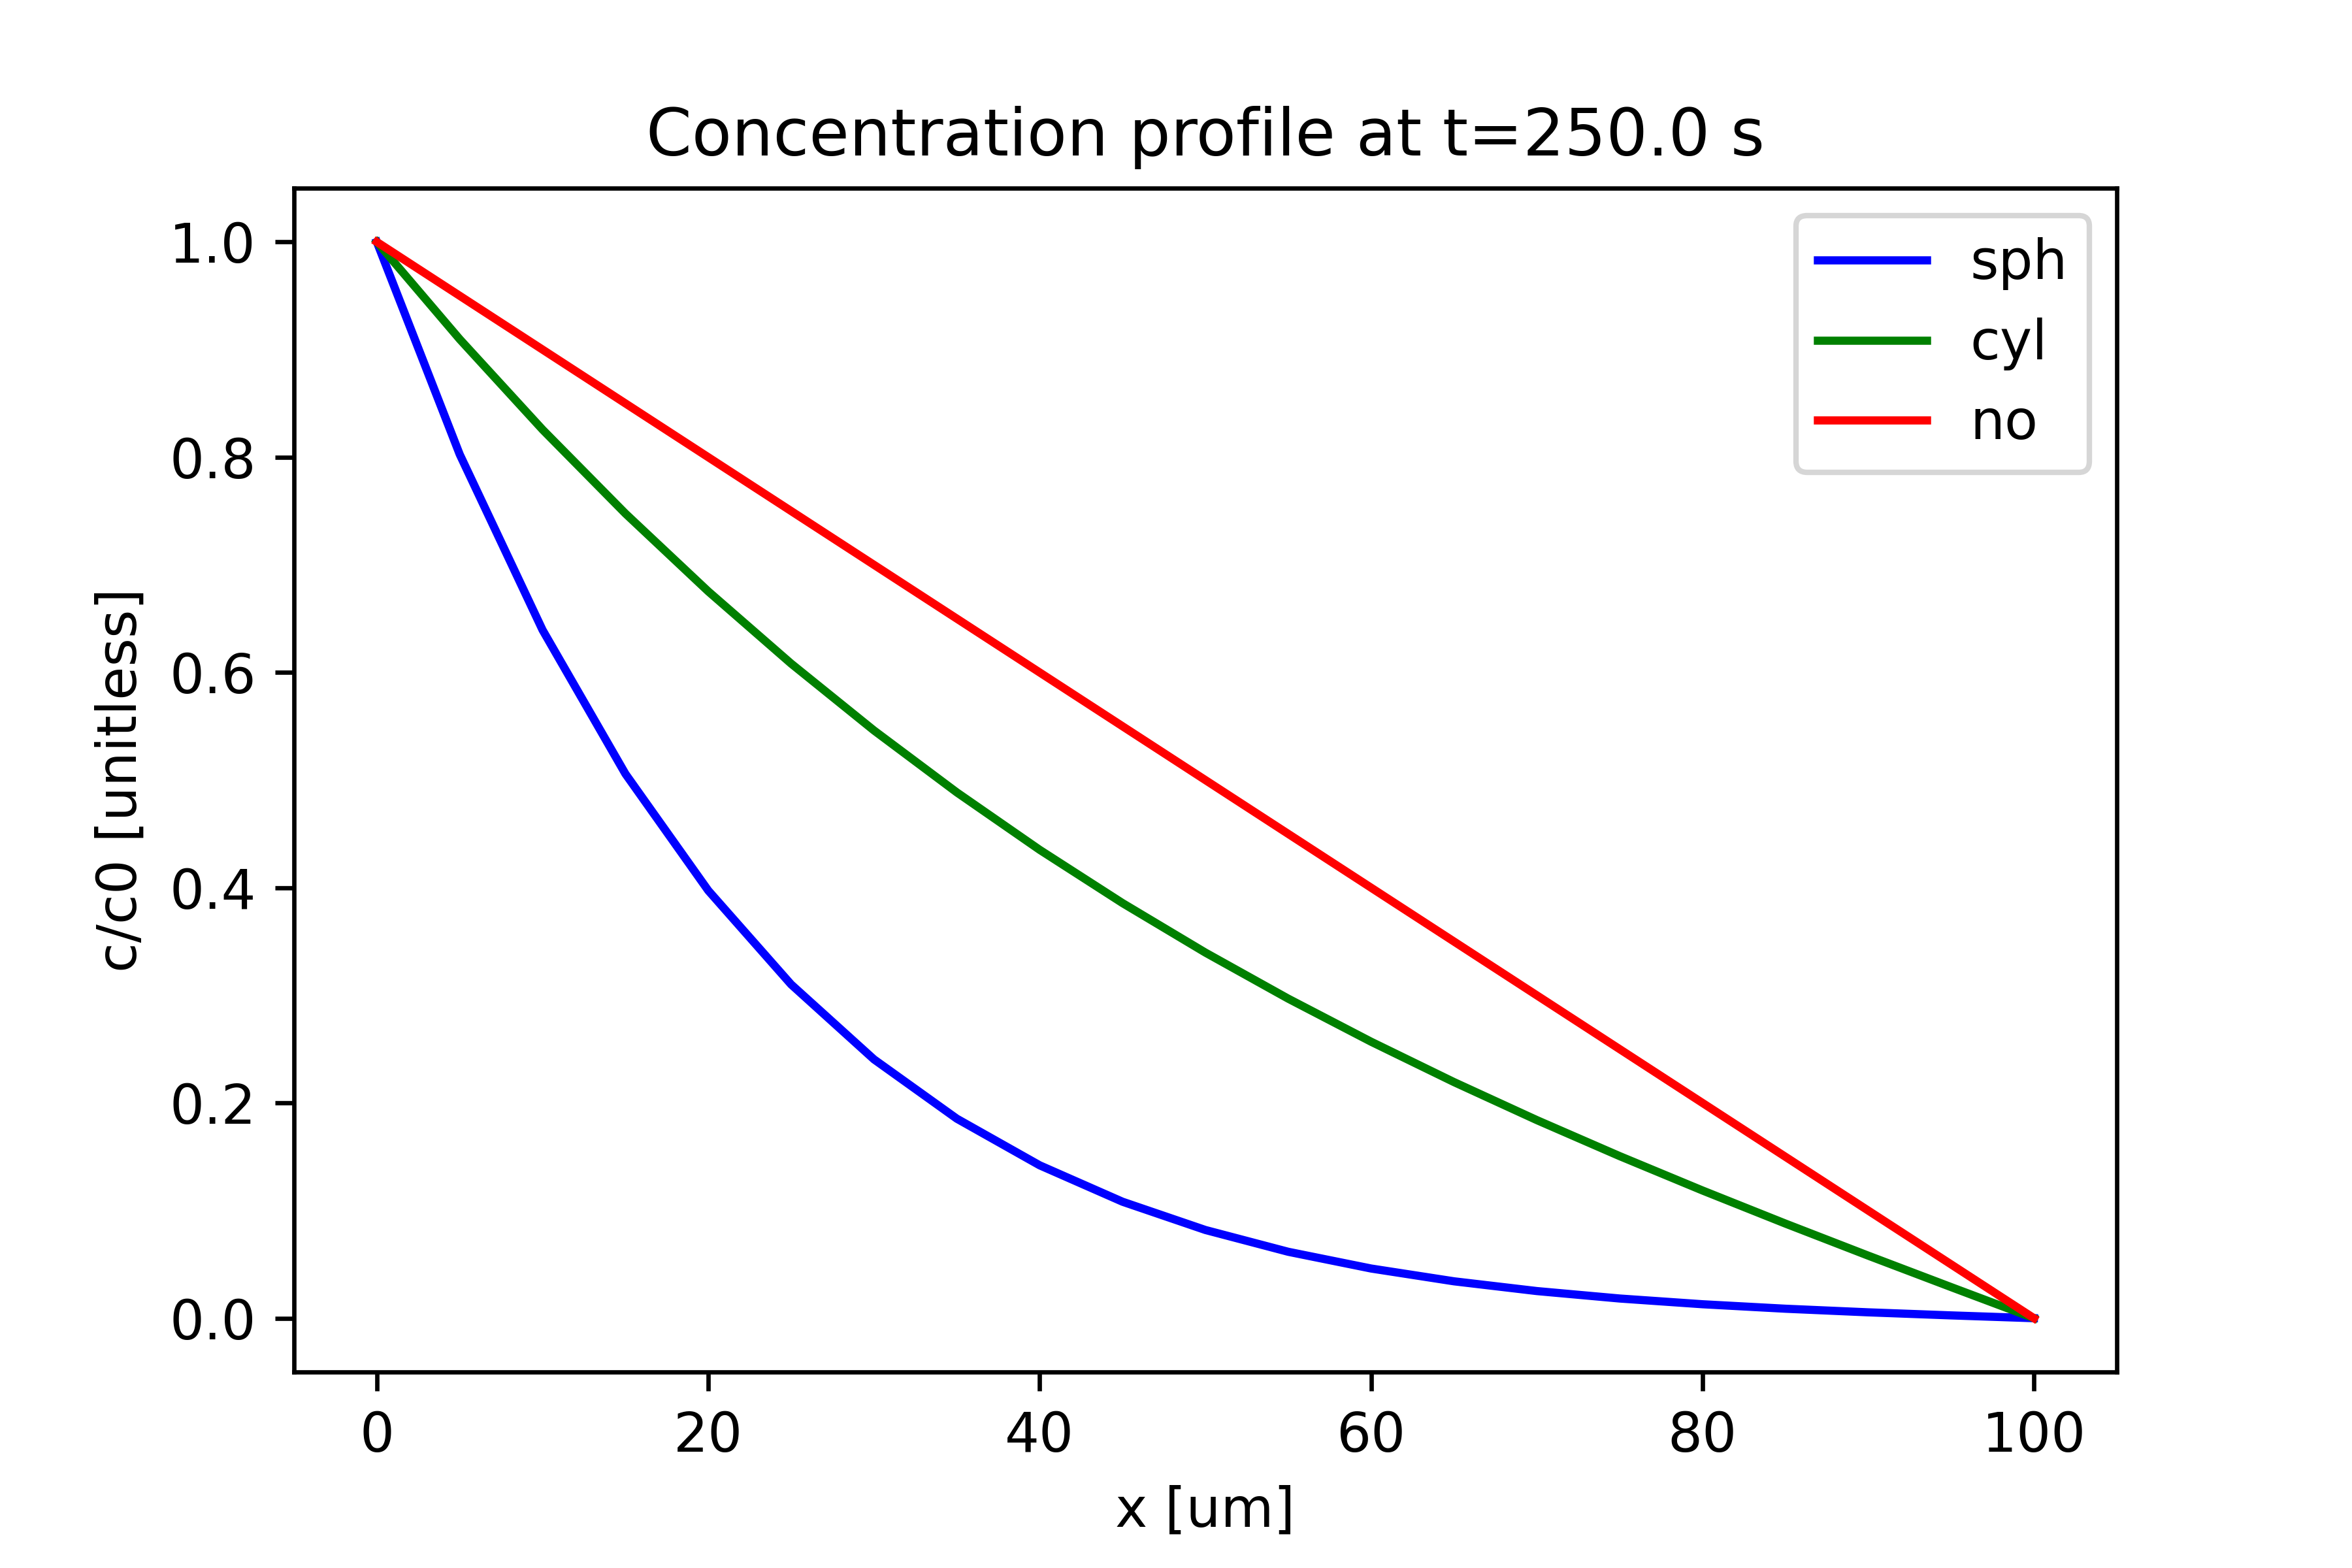 Concentration profile at t=250.0 s
sph
cyl
no
1.0
0.8
0.6
0.4
0.2
0.0
c/c0 [unitless]
0 20 40 60 80 100
x [um]